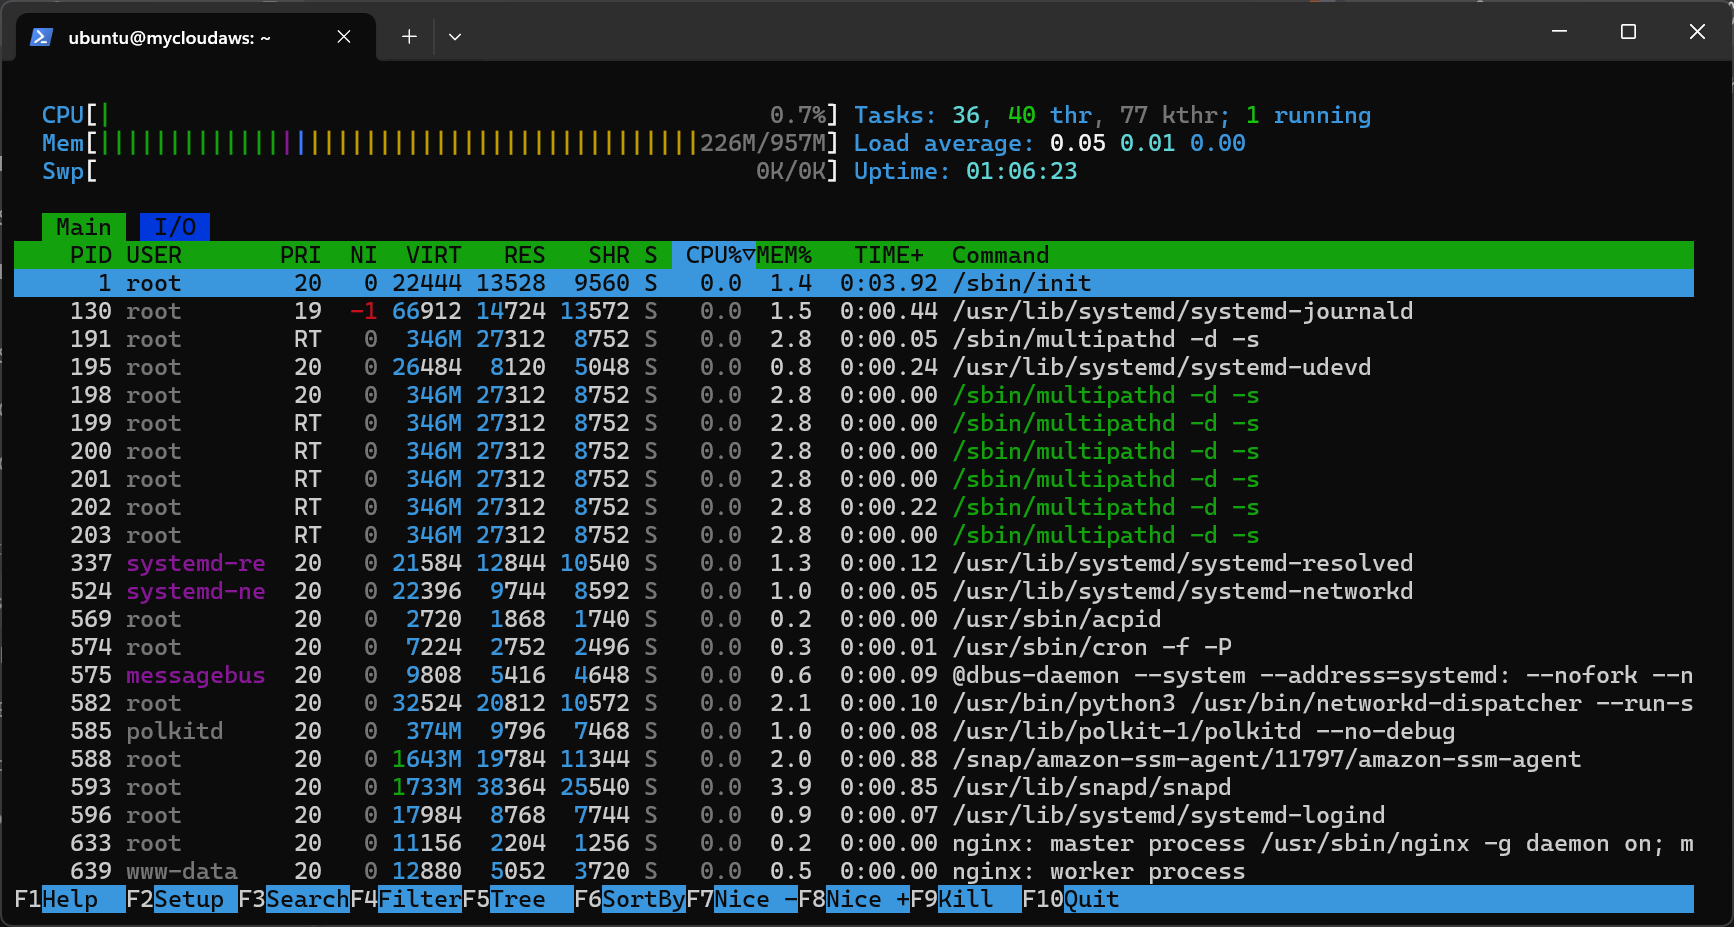 ubuntu@mycloudaws: ~
CPU[| 0.7%] Tasks: 36, 40 thr, 77 kthr; 1 running
Mem[|||||||||||||||||||||||||||||||||||||||||||226M/957M] Load average: 0.05 0.01 0.00
Swp[ 0K/0K] Uptime: 01:06:23
Main I/O
PID USER PRI NI VIRT RES SHR S CPU%▽MEM% TIME+ Command
1 root 20 0 22444 13528 9560 S 0.0 1.4 0:03.92 /sbin/init
130 root 19 -1 66912 14724 13572 S 0.0 1.5 0:00.44 /usr/lib/systemd/systemd-journald
191 root RT 0 346M 27312 8752 S 0.0 2.8 0:00.05 /sbin/multipathd -d -s
195 root 20 0 26484 8120 5048 S 0.0 0.8 0:00.24 /usr/lib/systemd/systemd-udevd
198 root 20 0 346M 27312 8752 S 0.0 2.8 0:00.00 /sbin/multipathd -d -s
199 root RT 0 346M 27312 8752 S 0.0 2.8 0:00.00 /sbin/multipathd -d -s
200 root RT 0 346M 27312 8752 S 0.0 2.8 0:00.00 /sbin/multipathd -d -s
201 root RT 0 346M 27312 8752 S 0.0 2.8 0:00.00 /sbin/multipathd -d -s
202 root RT 0 346M 27312 8752 S 0.0 2.8 0:00.22 /sbin/multipathd -d -s
203 root RT 0 346M 27312 8752 S 0.0 2.8 0:00.00 /sbin/multipathd -d -s
337 systemd-re 20 0 21584 12844 10540 S 0.0 1.3 0:00.12 /usr/lib/systemd/systemd-resolved
524 systemd-ne 20 0 22396 9744 8592 S 0.0 1.0 0:00.05 /usr/lib/systemd/systemd-networkd
569 root 20 0 2720 1868 1740 S 0.0 0.2 0:00.00 /usr/sbin/acpid
574 root 20 0 7224 2752 2496 S 0.0 0.3 0:00.01 /usr/sbin/cron -f -P
575 messagebus 20 0 9808 5416 4648 S 0.0 0.6 0:00.09 @dbus-daemon --system --address=systemd: --nofork --n
582 root 20 0 32524 20812 10572 S 0.0 2.1 0:00.10 /usr/bin/python3 /usr/bin/networkd-dispatcher --run-s
585 polkitd 20 0 374M 9796 7468 S 0.0 1.0 0:00.08 /usr/lib/polkit-1/polkitd --no-debug
588 root 20 0 1643M 19784 11344 S 0.0 2.0 0:00.88 /snap/amazon-ssm-agent/11797/amazon-ssm-agent
593 root 20 0 1733M 38364 25540 S 0.0 3.9 0:00.85 /usr/lib/snapd/snapd
596 root 20 0 17984 8768 7744 S 0.0 0.9 0:00.07 /usr/lib/systemd/systemd-logind
633 root 20 0 11156 2204 1256 S 0.0 0.2 0:00.00 nginx: master process /usr/sbin/nginx -g daemon on; m
639 www-data 20 0 12880 5052 3720 S 0.0 0.5 0:00.00 nginx: worker process
F1Help F2Setup F3SearchF4FilterF5Tree F6SortByF7Nice -F8Nice +F9Kill F10Quit